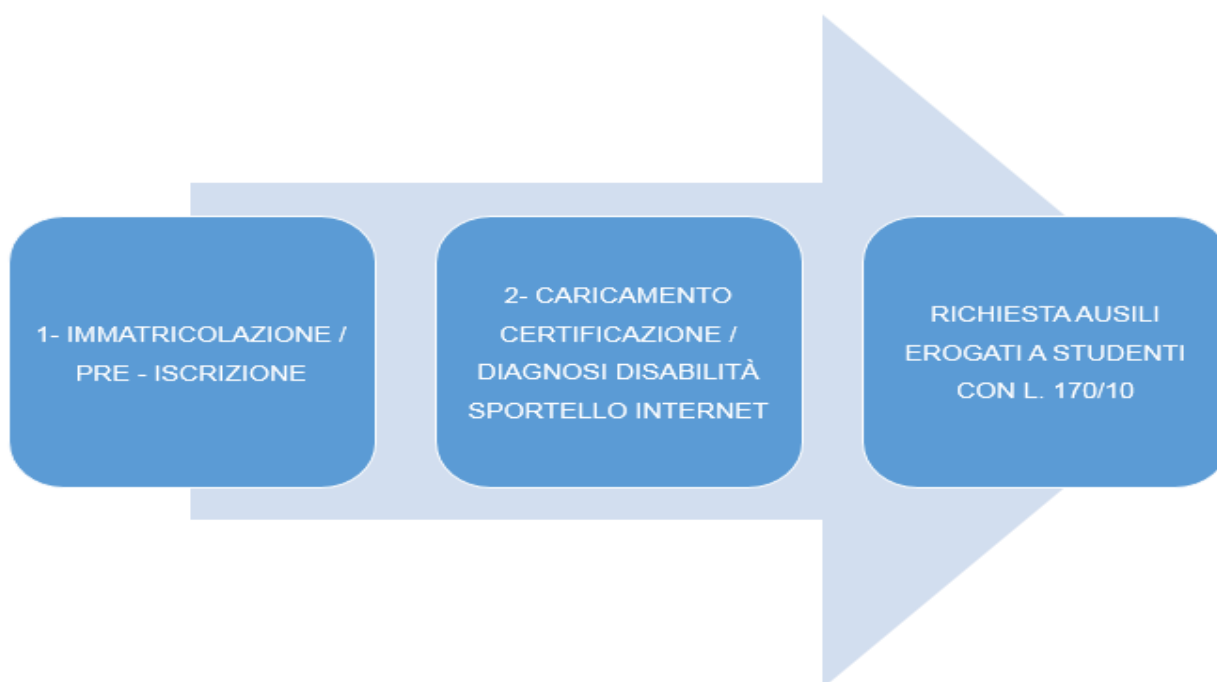 1- IMMATRICOLAZIONE /
PRE - ISCRIZIONE
2- CARICAMENTO
CERTIFICAZIONE /
DIAGNOSI DISABILITÀ
SPORTELLO INTERNET
RICHIESTA AUSILI
EROGATI A STUDENTI
CON L. 170/10